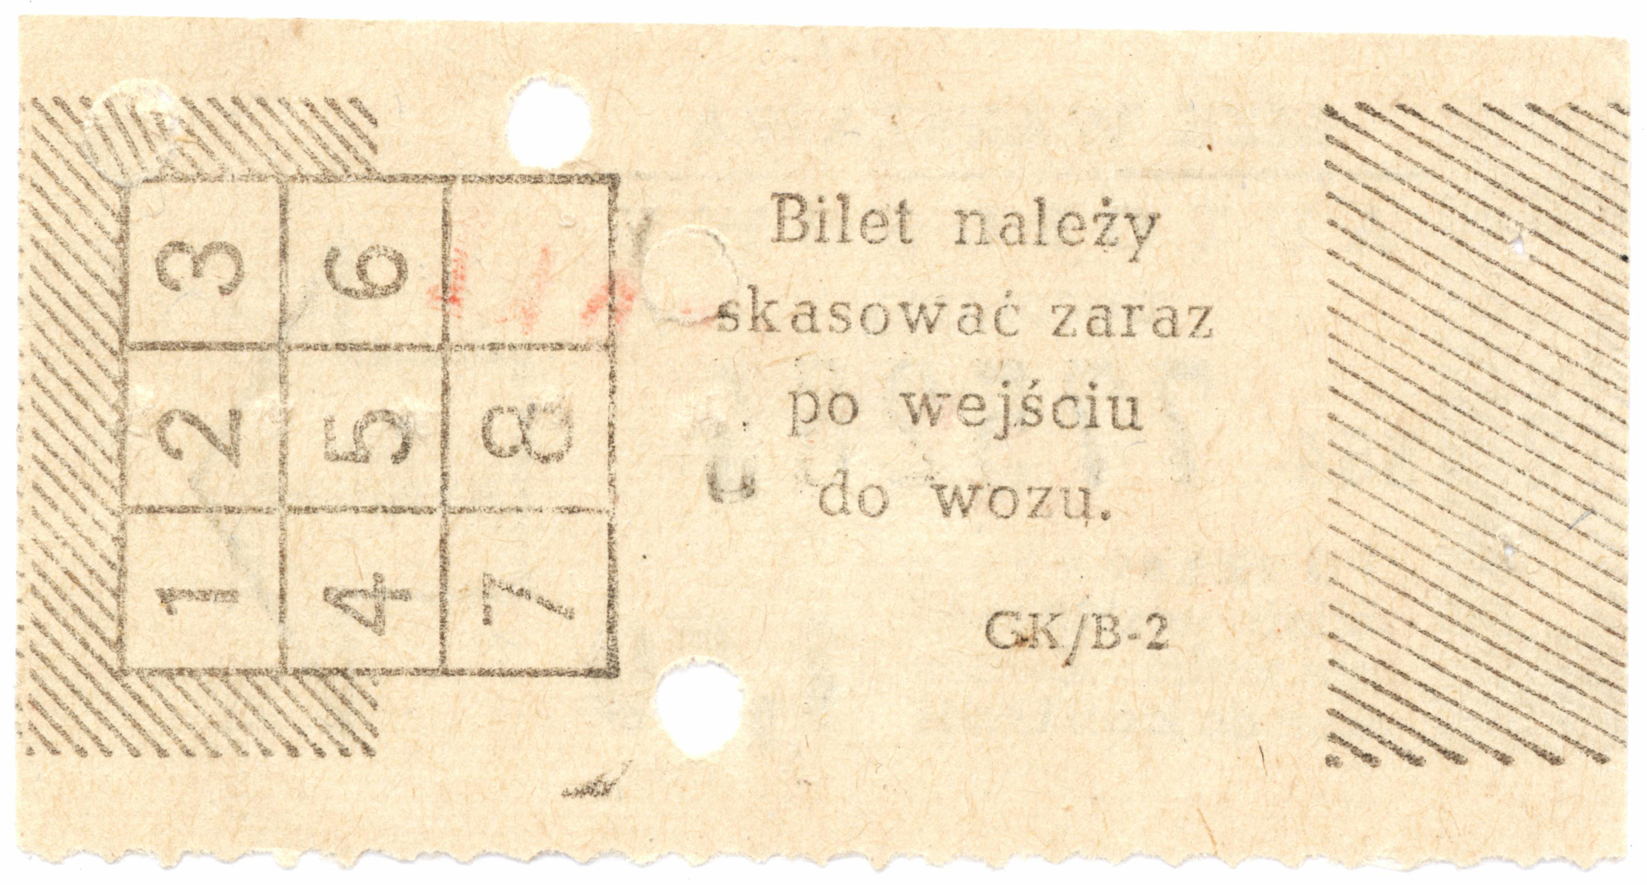 3 6
2 5 8
1 4 7
Bilet należy
skasować zaraz
po wejściu
do wozu.
GK/B-2